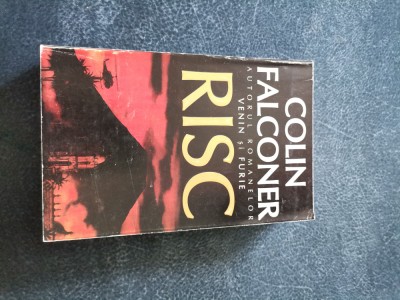 COLIN
FALCONER
AUTORUL ROMANELOR
VENIN ȘI FURIE
RISC